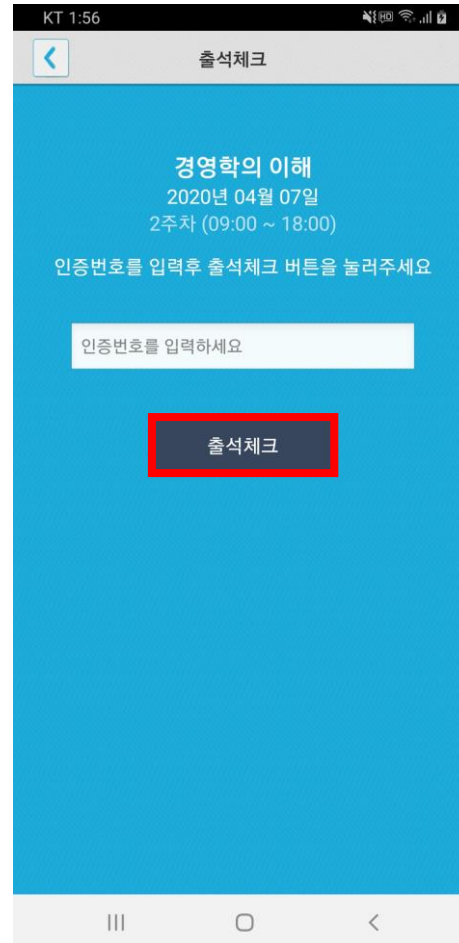 KT 1:56
출석체크
경영학의 이해
2020년 04월 07일
2주차 (09:00 ~ 18:00)
인증번호를 입력후 출석체크 버튼을 눌러주세요
인증번호를 입력하세요
출석체크